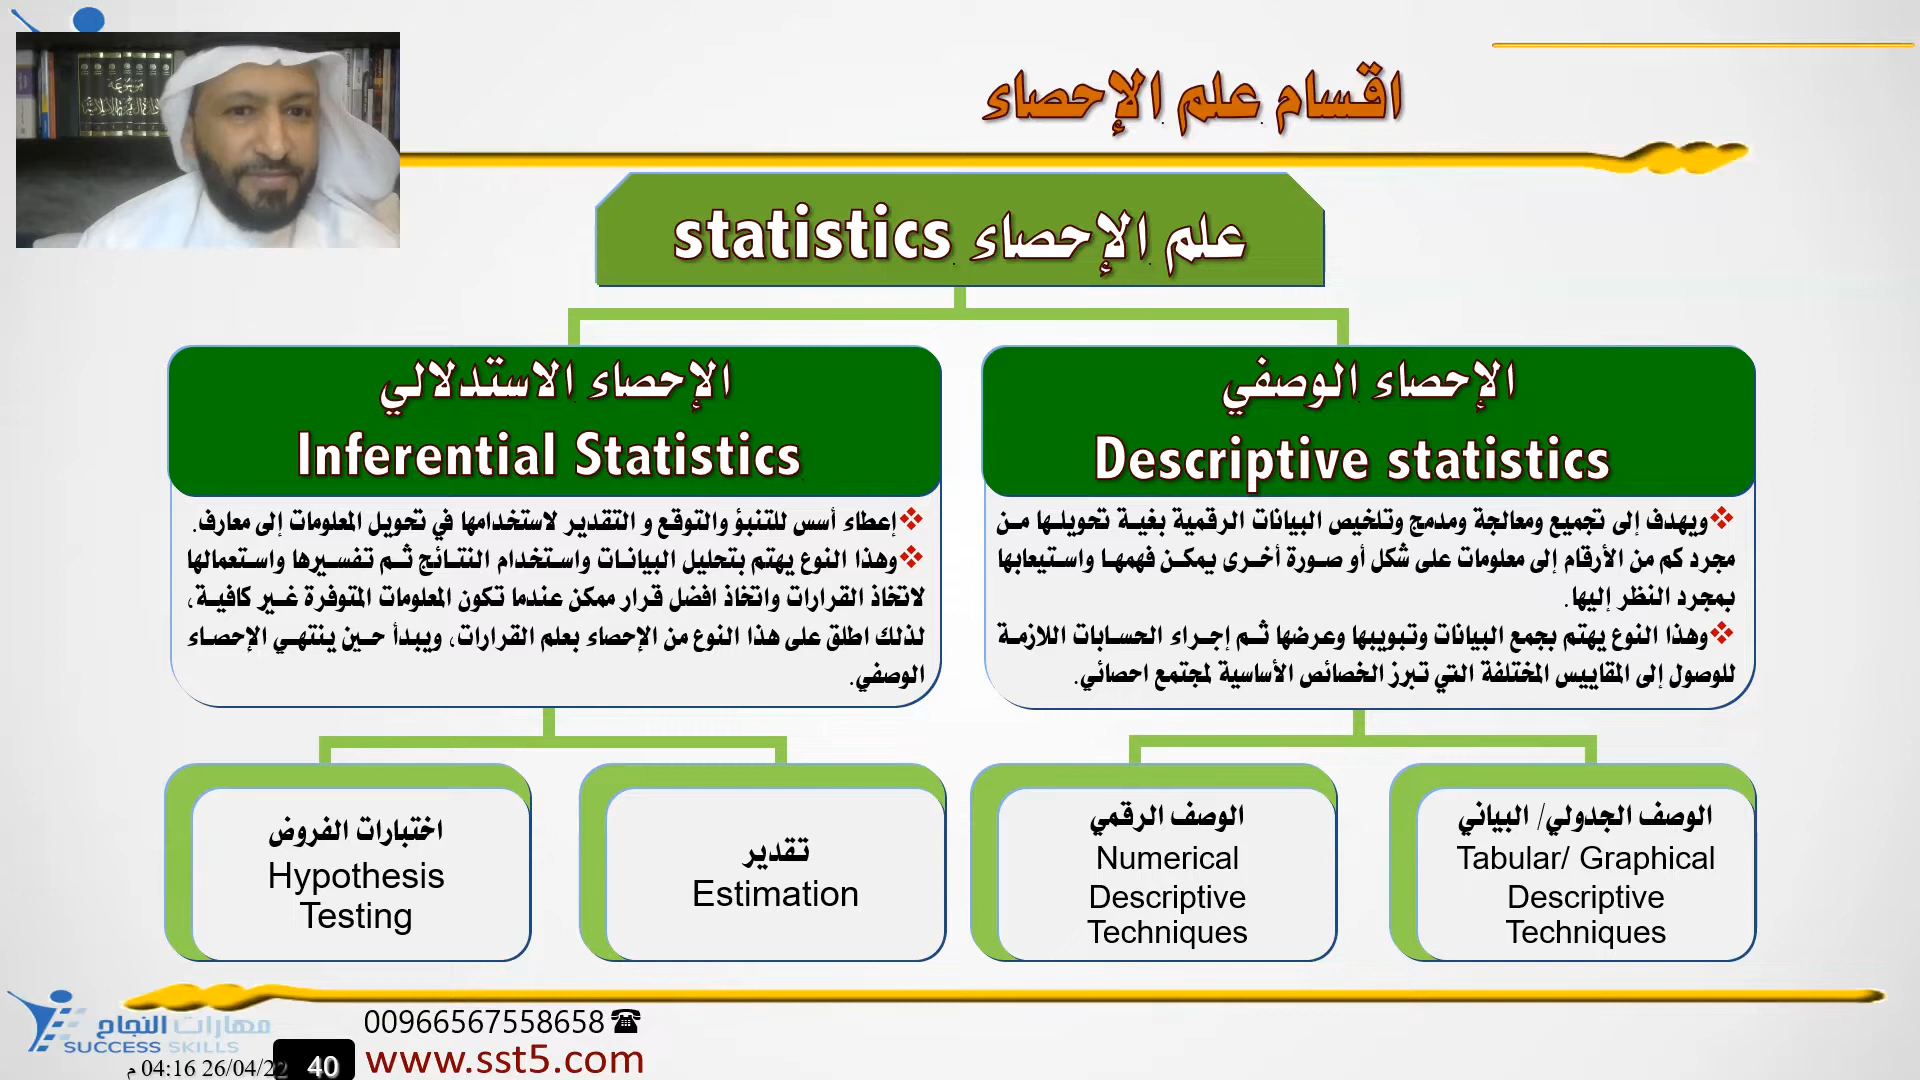 اقسام علم الإحصاء
علم الإحصاء statistics
الإحصاء الوصفي
Descriptive statistics
❖ويهدف إلى تجميع ومعالجة ومدمج وتلخيص البيانات الرقمية بغية تحويلها من
مجرد كم من الأرقام إلى معلومات على شكل أو صورة أخرى يمكن فهمها واستيعابها
بمجرد النظر إليها.
❖وهذا النوع يهتم بجمع البيانات وتبويبها وعرضها ثم إجراء الحسابات اللازمة
للوصول إلى المقاييس المختلفة التي تبرز الخصائص الأساسية لمجتمع احصائي.
الإحصاء الاستدلالي
Inferential Statistics
❖إعطاء أسس للتنبؤ والتوقع و التقدير لاستخدامها في تحويل المعلومات إلى معارف.
❖وهذا النوع يهتم بتحليل البيانات واستخدام النتائج ثم تفسيرها واستعمالها
لاتخاذ القرارات واتخاذ افضل قرار ممكن عندما تكون المعلومات المتوفرة غير كافية،
لذلك اطلق على هذا النوع من الإحصاء بعلم القرارات، ويبدأ حين ينتهي الإحصاء
الوصفي.
الوصف الجدولي/ البياني
Tabular/ Graphical
Descriptive
Techniques
الوصف الرقمي
Numerical
Descriptive
Techniques
تقدير
Estimation
اختبارات الفروض
Hypothesis
Testing
مهارات النجاح
SUCCESS SKILLS
00966567558658
www.sst5.com
04:16 26/04/22 م
40
موسوعة